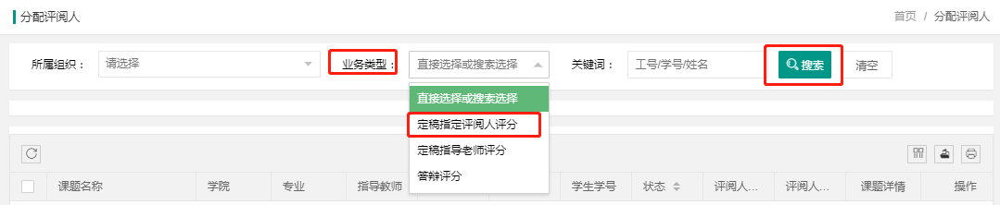 分配评阅人
首页 / 分配评阅人
所属组织： 请选择 业务类型： 直接选择或搜索选择 关键词： 工号/学号/姓名 搜索 清空
直接选择或搜索选择
定稿指定评阅人评分
定稿指导老师评分
答辩评分
课题名称 学院 专业 指导教师 学生学号 状态 评阅人... 评阅人... 课题详情 操作